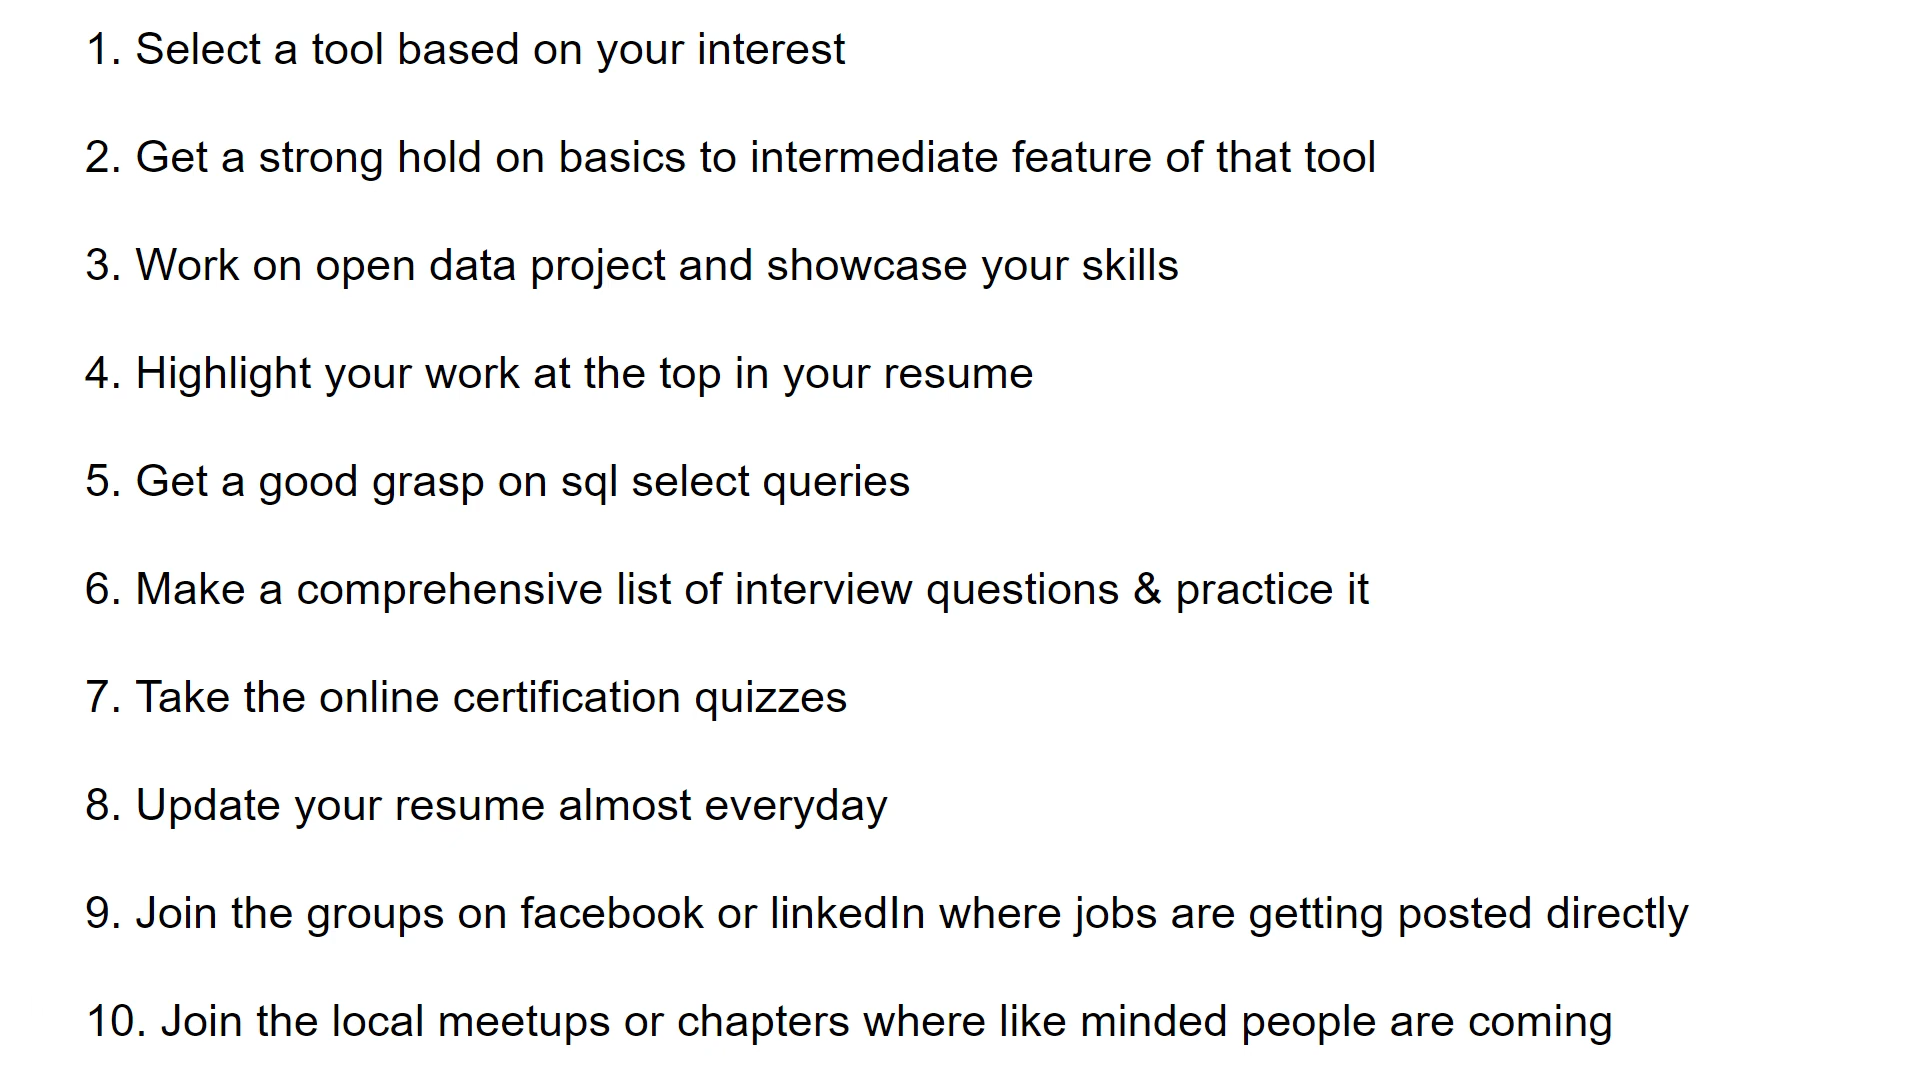 1. Select a tool based on your interest
2. Get a strong hold on basics to intermediate feature of that tool
3. Work on open data project and showcase your skills
4. Highlight your work at the top in your resume
5. Get a good grasp on sql select queries
6. Make a comprehensive list of interview questions & practice it
7. Take the online certification quizzes
8. Update your resume almost everyday
9. Join the groups on facebook or linkedIn where jobs are getting posted directly
10. Join the local meetups or chapters where like minded people are coming